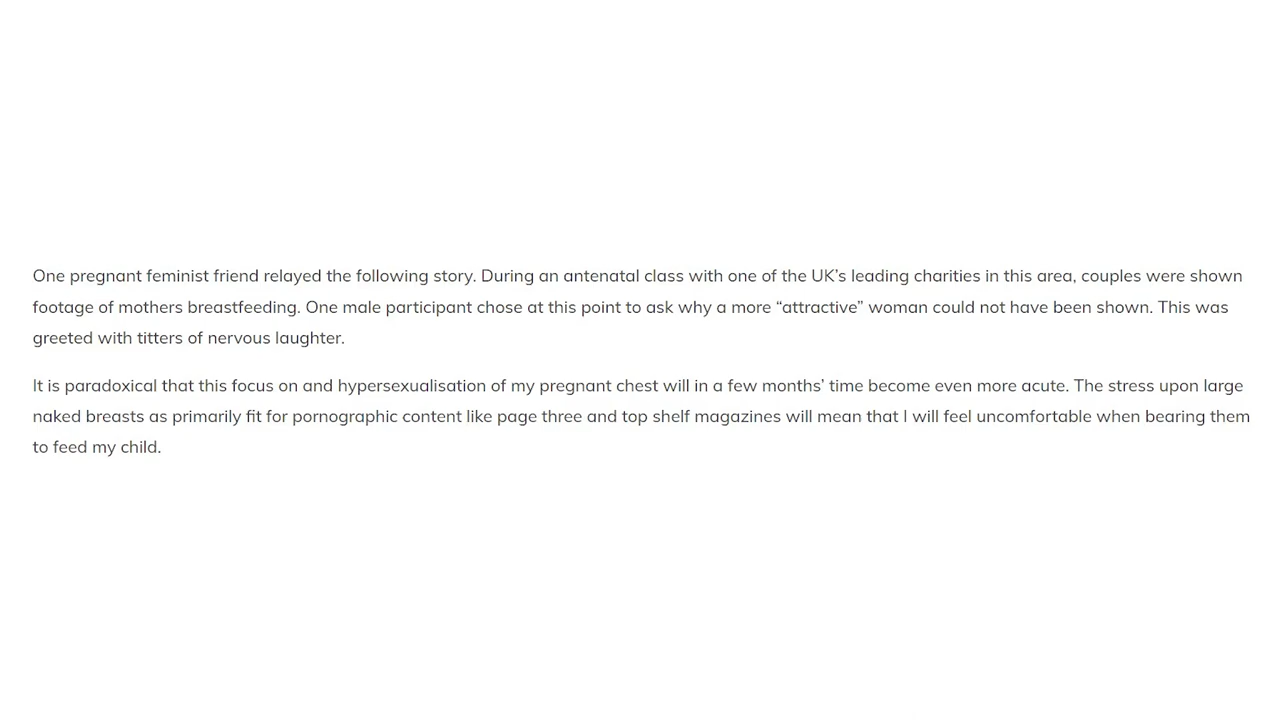 One pregnant feminist friend relayed the following story. During an antenatal class with one of the UK’s leading charities in this area, couples were shown
footage of mothers breastfeeding. One male participant chose at this point to ask why a more “attractive” woman could not have been shown. This was
greeted with titters of nervous laughter.
It is paradoxical that this focus on and hypersexualisation of my pregnant chest will in a few months’ time become even more acute. The stress upon large
naked breasts as primarily fit for pornographic content like page three and top shelf magazines will mean that I will feel uncomfortable when bearing them
to feed my child.